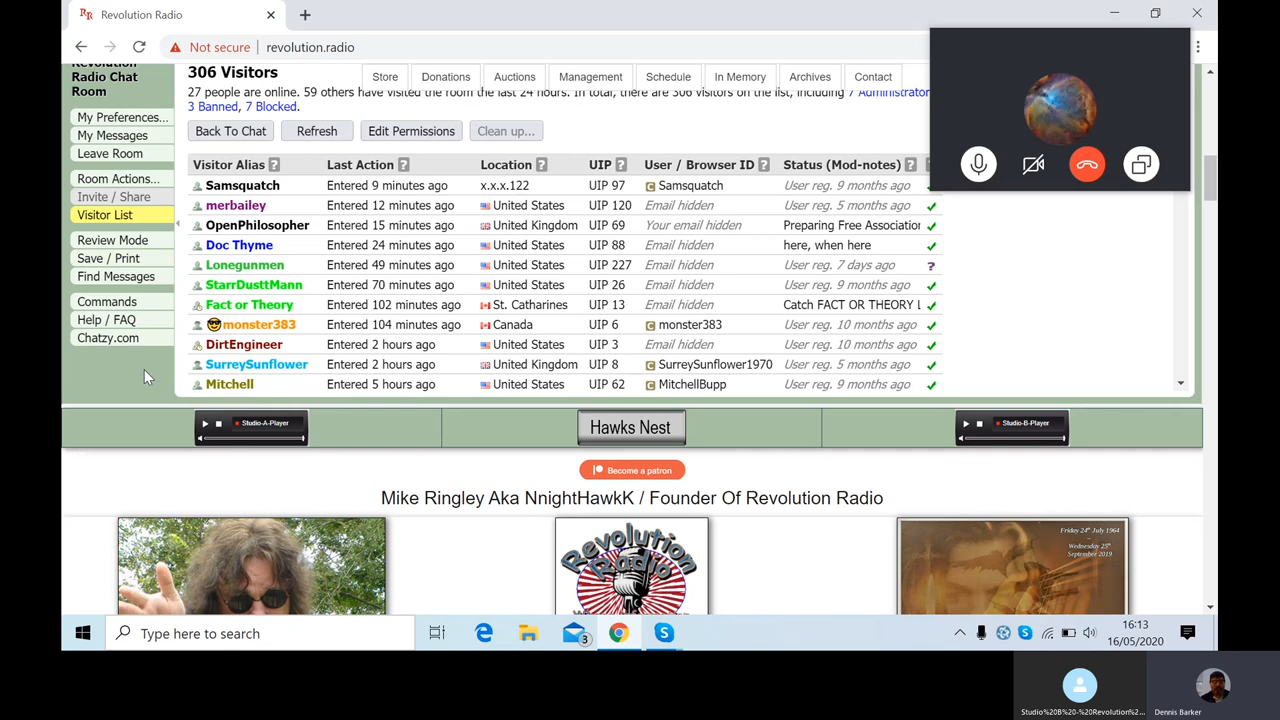 Revolution Radio
Not secure | revolution.radio
Revolution
Radio Chat
Room
My Preferences...
My Messages
Leave Room
Room Actions...
Invite / Share
Visitor List
Review Mode
Save / Print
Find Messages
Commands
Help / FAQ
Chatzy.com
306 Visitors
Store Donations Auctions Management Schedule In Memory Archives Contact
27 people are online. 59 others have visited the room the last 24 hours. In total, there are 306 visitors on the list, including 7 Administrator
3 Banned, 7 Blocked.
Back To Chat Refresh Edit Permissions Clean up...
Visitor Alias ? Last Action ? Location ? UIP ? User / Browser ID ? Status (Mod-notes) ?
Samsquatch Entered 9 minutes ago x.x.x.122 UIP 97 C Samsquatch User reg. 9 months ago
merbailey Entered 12 minutes ago United States UIP 120 Email hidden User reg. 5 months ago
OpenPhilosopher Entered 15 minutes ago United Kingdom UIP 69 Your email hidden Preparing Free Association
Doc Thyme Entered 24 minutes ago United States UIP 88 Email hidden here, when here
Lonegunmen Entered 49 minutes ago United States UIP 227 Email hidden User reg. 7 days ago ?
StarrDusttMann Entered 70 minutes ago United States UIP 26 Email hidden User reg. 9 months ago
Fact or Theory Entered 102 minutes ago St. Catharines UIP 13 Email hidden Catch FACT OR THEORY L
monster383 Entered 104 minutes ago Canada UIP 6 C monster383 User reg. 10 months ago
DirtEngineer Entered 2 hours ago United States UIP 3 Email hidden User reg. 10 months ago
SurreySunflower Entered 2 hours ago United Kingdom UIP 8 C SurreySunflower1970 User reg. 5 months ago
Mitchell Entered 5 hours ago United States UIP 62 C MitchellBupp User reg. 9 months ago
Studio-A-Player Hawks Nest Studio-B-Player
Become a patron
Mike Ringley Aka NnightHawkK / Founder Of Revolution Radio
Revolution
Radio
Friday 24th July 1964
–
Wednesday 25th
September 2019
Type here to search
3
16:13
16/05/2020
Studio%20B%20-%20Revolution%2...
Dennis Barker